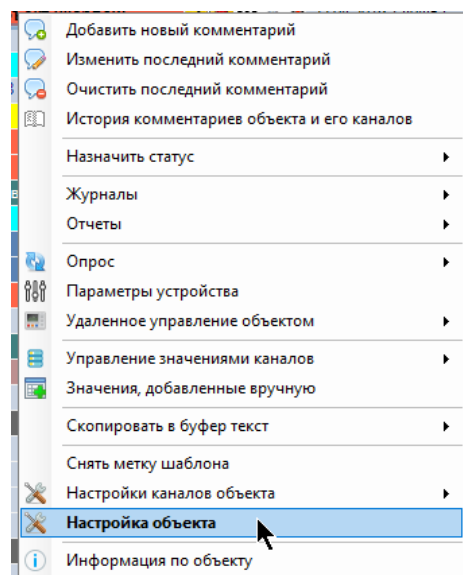 Добавить новый комментарий
Изменить последний комментарий
Очистить последний комментарий
История комментариев объекта и его каналов
Назначить статус
Журналы
Отчеты
Опрос
Параметры устройства
Удаленное управление объектом
Управление значениями каналов
Значения, добавленные вручную
Скопировать в буфер текст
Снять метку шаблона
Настройки каналов объекта
Настройка объекта
Информация по объекту